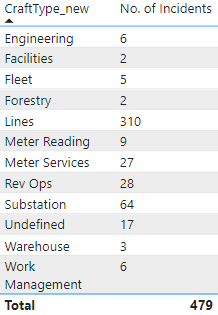 CraftType_new No. of Incidents
Engineering 6
Facilities 2
Fleet 5
Forestry 2
Lines 310
Meter Reading 9
Meter Services 27
Rev Ops 28
Substation 64
Undefined 17
Warehouse 3
Work Management 6
Total 479